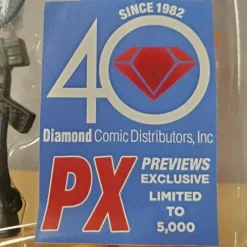 SINCE 1982
40
Diamond Comic Distributors, Inc
PX PREVIEWS
EXCLUSIVE
LIMITED
TO
5,000